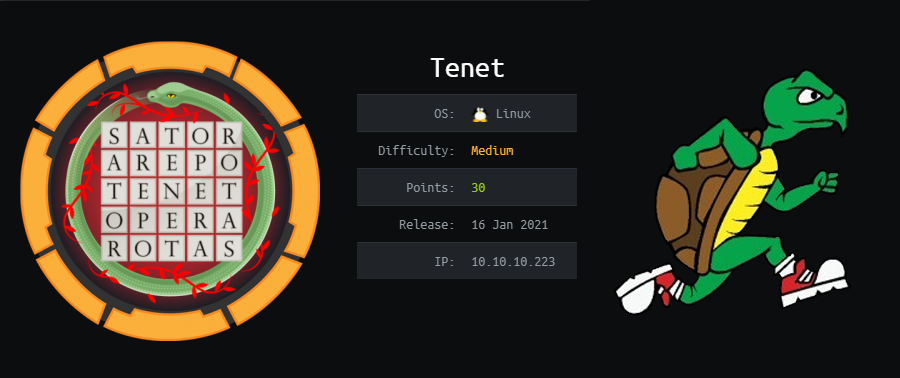 SATOR
AREPO
TENET
OPERA
ROTAS
Tenet
OS: Linux
Difficulty: Medium
Points: 30
Release: 16 Jan 2021
IP: 10.10.10.223